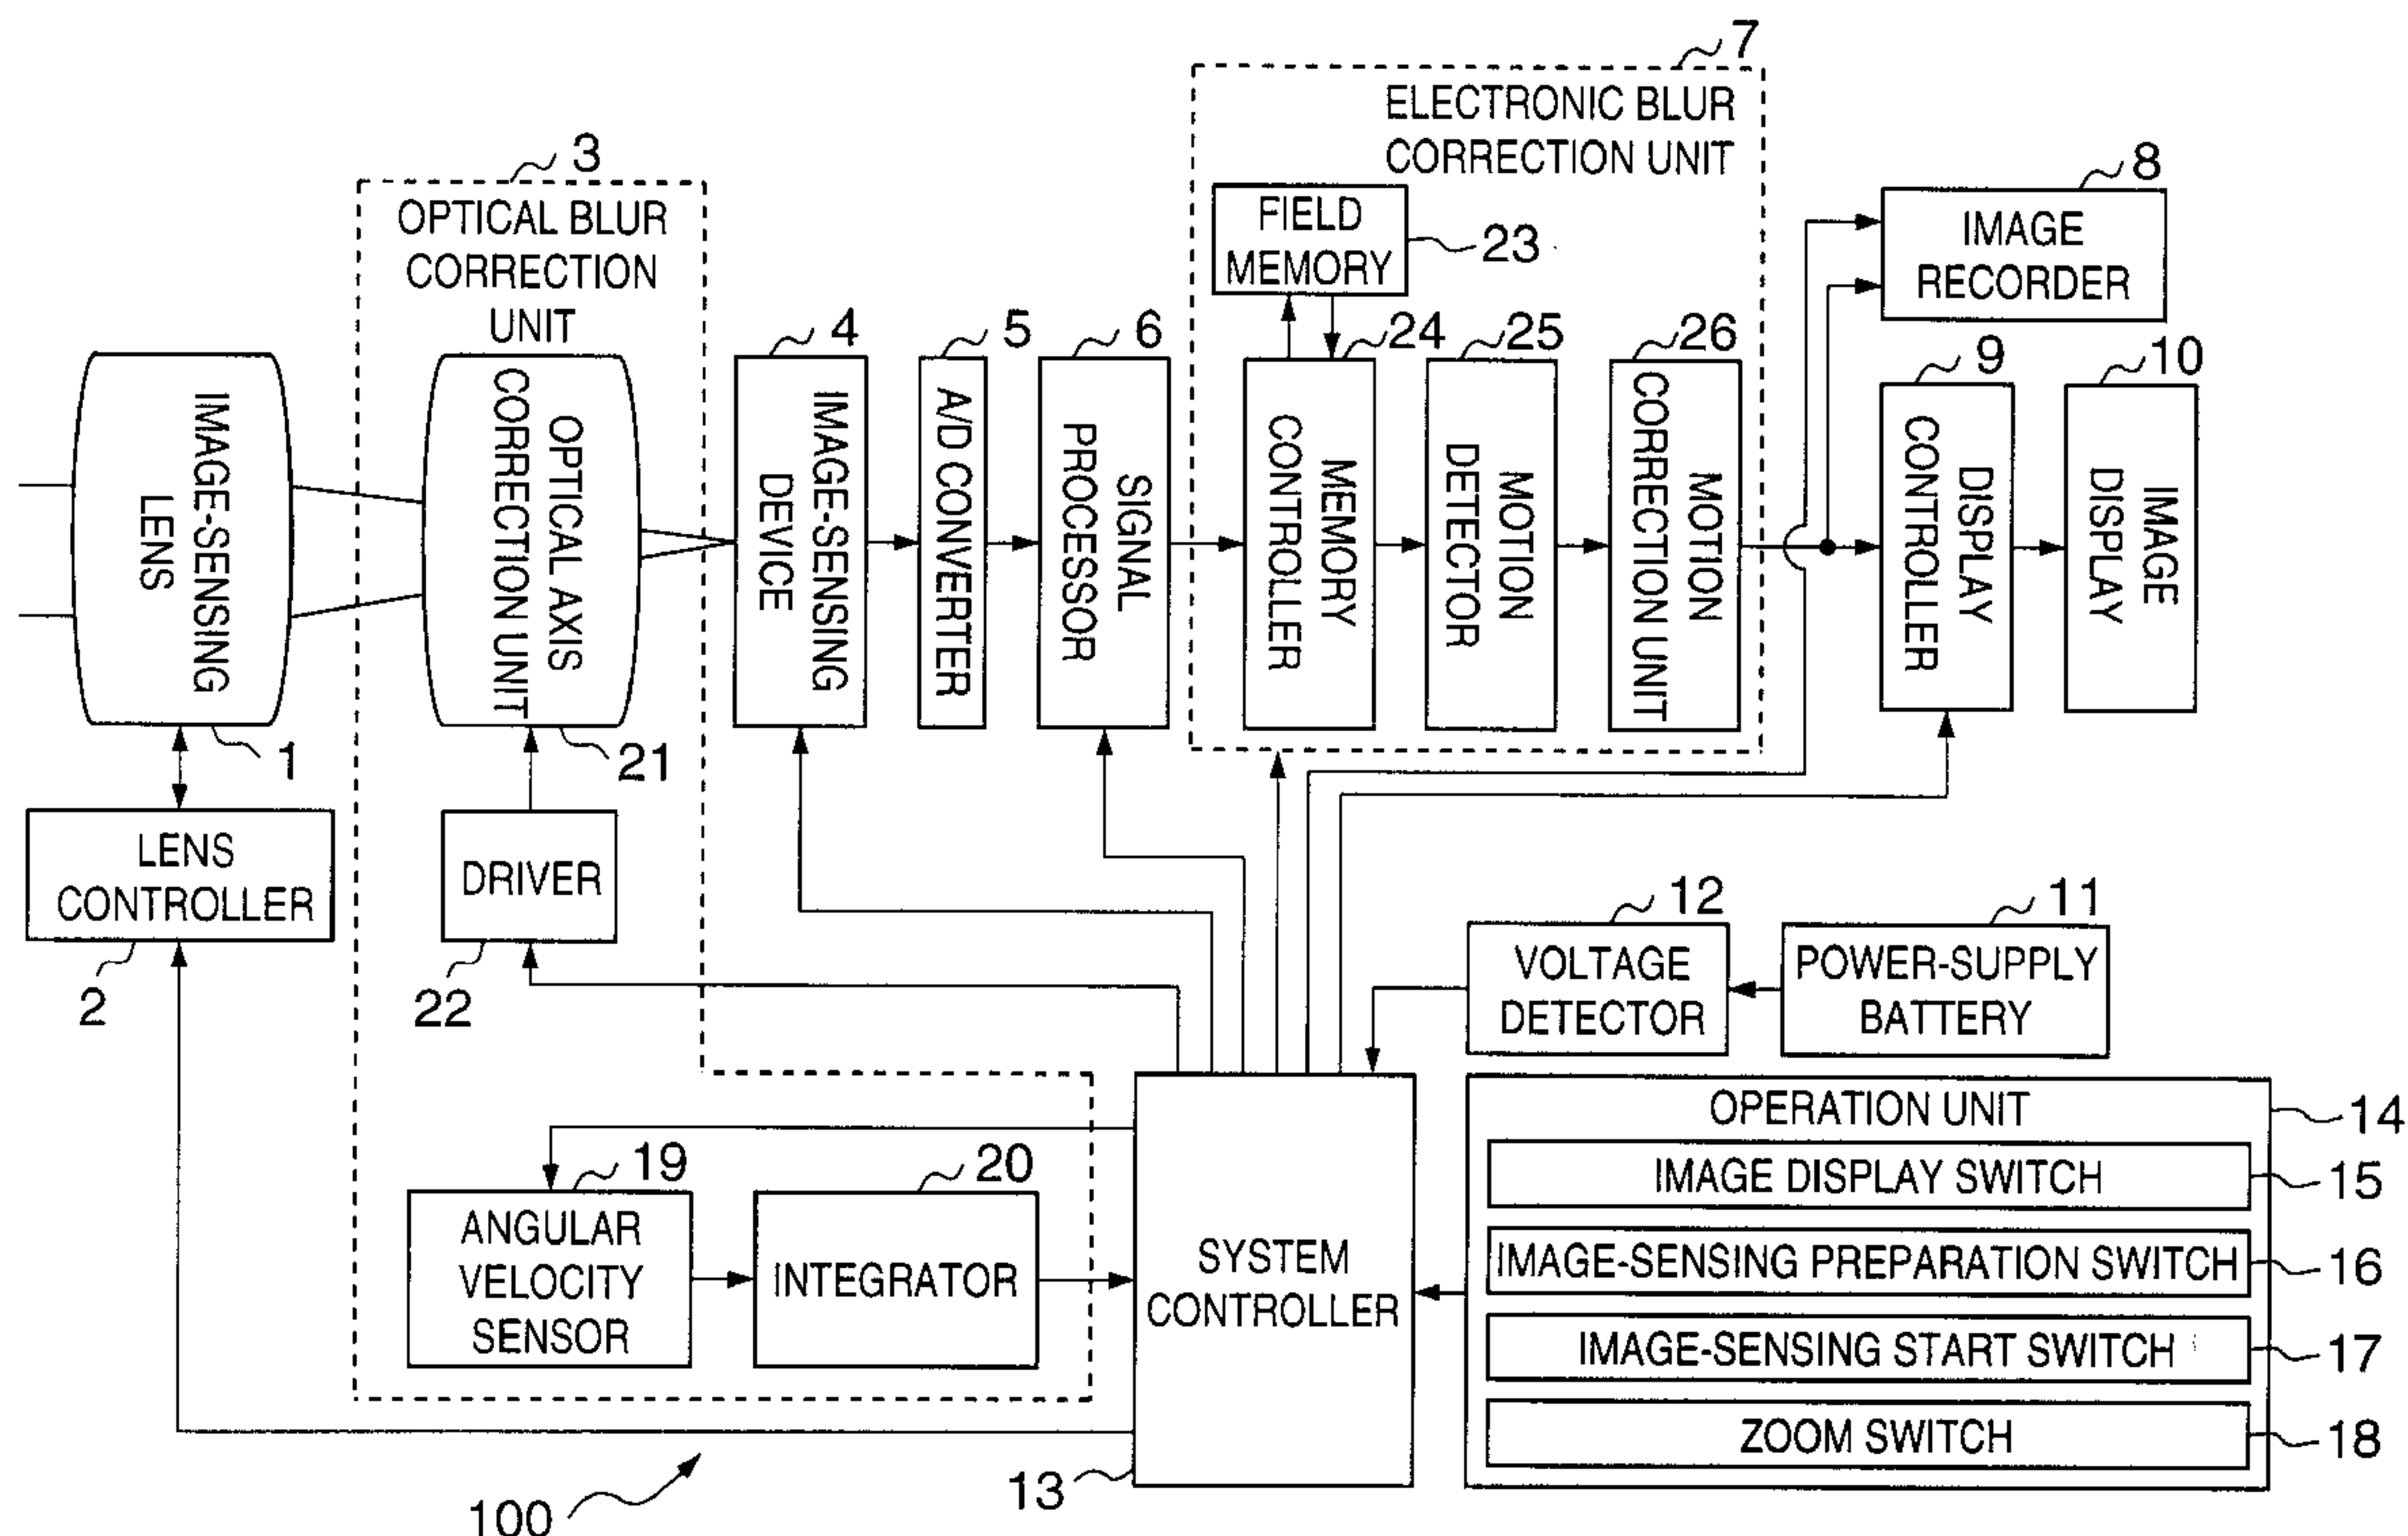 7
ELECTRONIC BLUR
CORRECTION UNIT
3
OPTICAL BLUR
CORRECTION
UNIT
8
IMAGE
RECORDER
FIELD
MEMORY
23
4
5
6
24
25
26
9
10
IMAGE-SENSING
LENS
OPTICAL AXIS
CORRECTION UNIT
IMAGE-SENSING
DEVICE
A/D CONVERTER
SIGNAL
PROCESSOR
MEMORY
CONTROLLER
MOTION
DETECTOR
MOTION
CORRECTION UNIT
DISPLAY
CONTROLLER
IMAGE
DISPLAY
1
21
LENS
CONTROLLER
2
DRIVER
22
12
11
VOLTAGE
DETECTOR
POWER-SUPPLY
BATTERY
OPERATION UNIT
14
IMAGE DISPLAY SWITCH
15
IMAGE-SENSING PREPARATION SWITCH
16
IMAGE-SENSING START SWITCH
17
ZOOM SWITCH
18
19
20
ANGULAR
VELOCITY
SENSOR
INTEGRATOR
SYSTEM
CONTROLLER
13
100